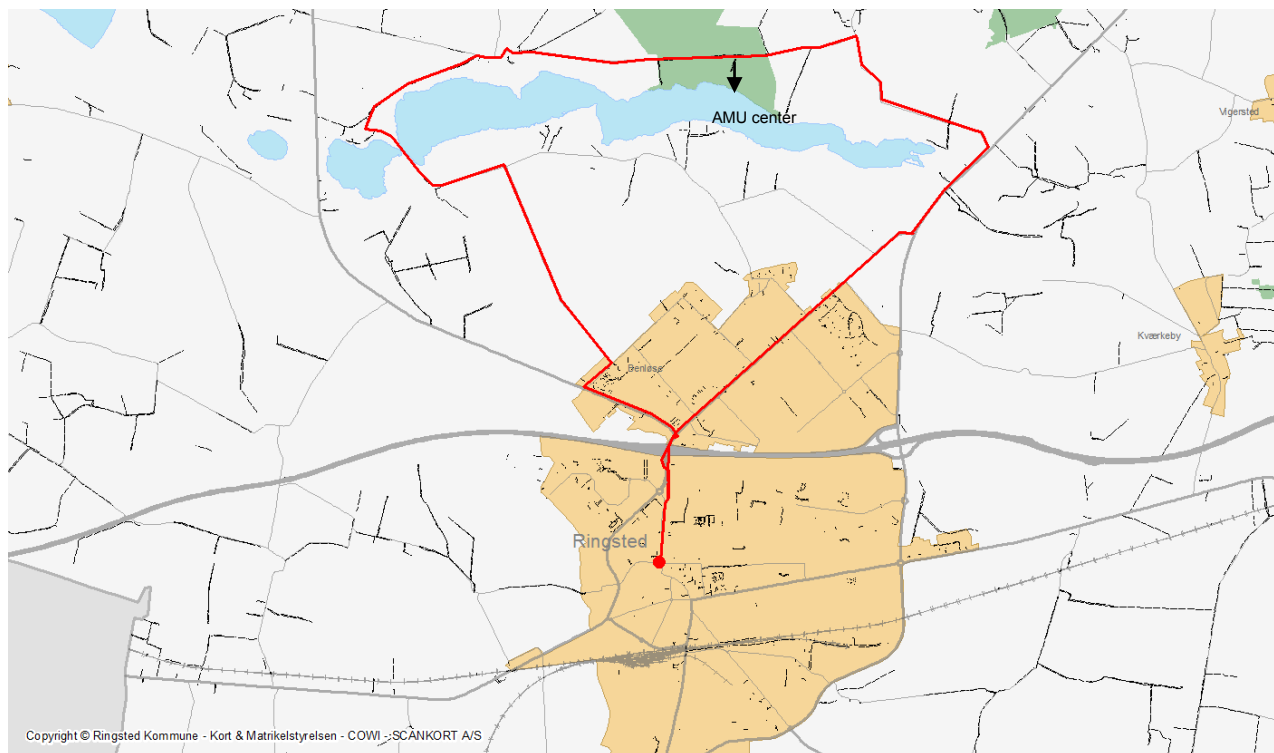 AMU center
Vigersted
Kværkeby
Benløse
Ringsted
Copyright © Ringsted Kommune - Kort & Matrikelstyrelsen - COWI - SCANKORT A/S